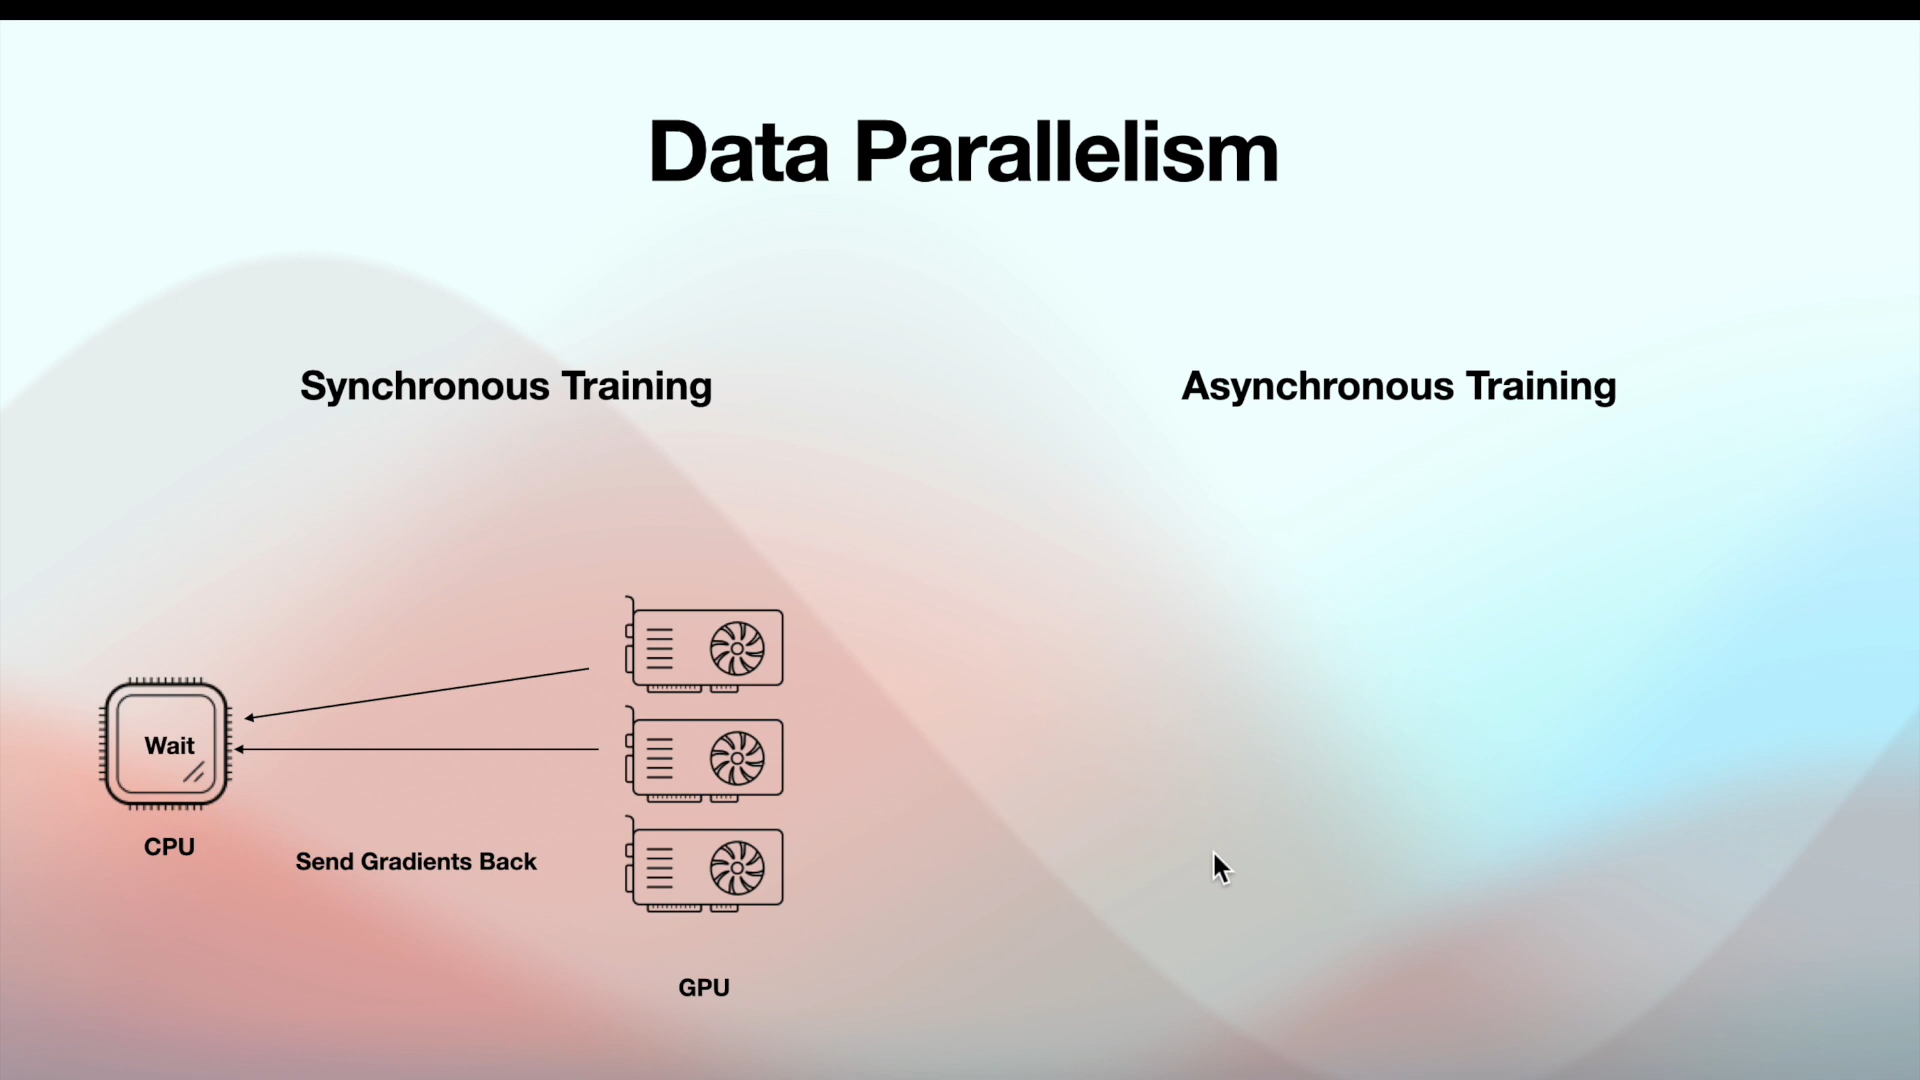 Data Parallelism
Synchronous Training
Asynchronous Training
Wait
CPU
Send Gradients Back
GPU